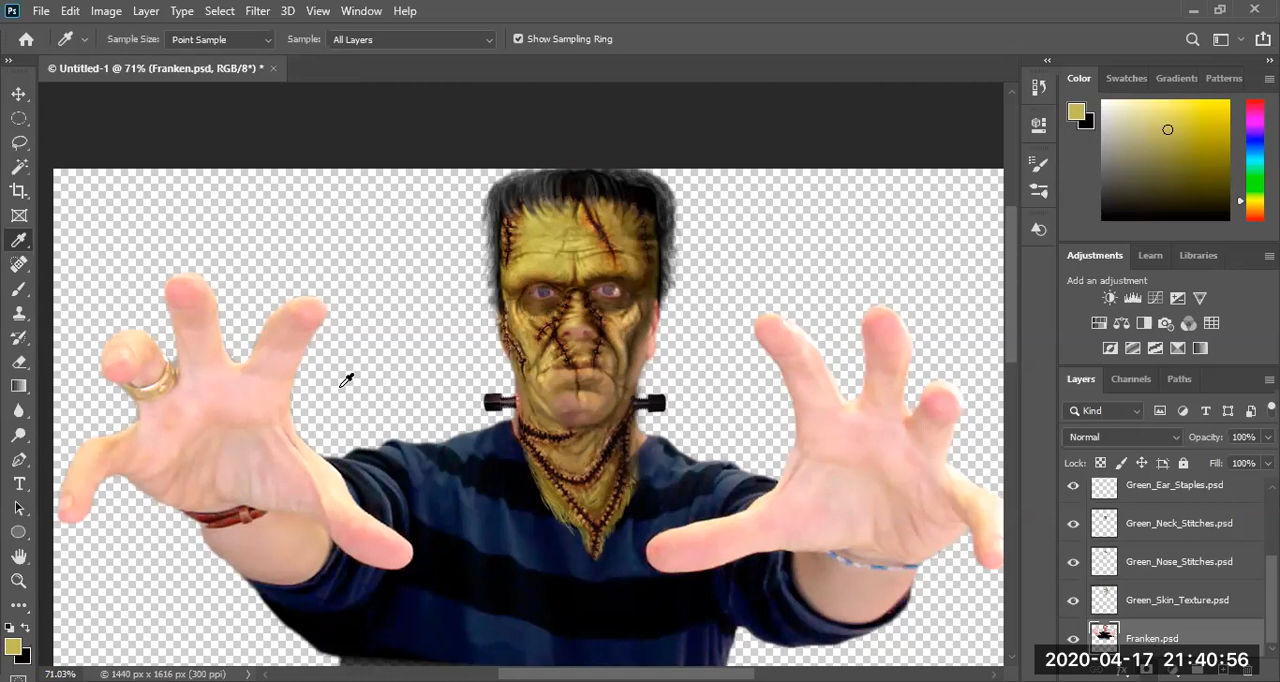 Ps File Edit Image Layer Type Select Filter 3D View Window Help
Sample Size: Point Sample Sample: All Layers Show Sampling Ring
© Untitled-1 @ 71% (Franken.psd, RGB/8*) * ×
Color Swatches Gradient Patterns
Adjustments Learn Libraries
Add an adjustment
Layers Channels Paths
Kind
Normal Opacity: 100%
Lock: Fill: 100%
Green_Ear_Staples.psd
Green_Neck_Stitches.psd
Green_Nose_Stitches.psd
Green_Skin_Texture.psd
Franken.psd
2020-04-17 21:40:56
71.03% © 1440 px x 1616 px (300 ppi)